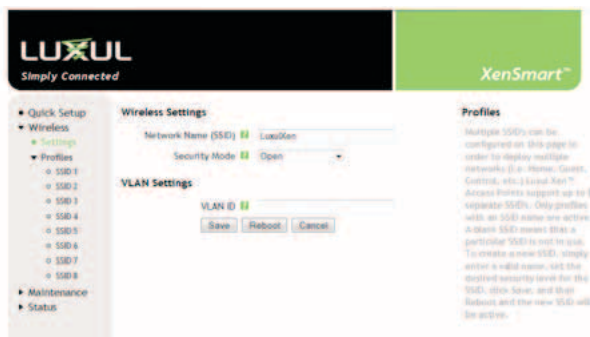 LUXUL
Simply Connected
XenSmart™
Quick Setup
Wireless
Settings
Profiles
SSID 1
SSID 2
SSID 3
SSID 4
SSID 5
SSID 6
SSID 7
SSID 8
Maintenance
Status
Wireless Settings
Network Name (SSID) LuxulXen
Security Mode Open
VLAN Settings
VLAN ID
Save Reboot Cancel
Profiles
Multiple SSIDs can be
configured on this page in
order to deploy multiple
networks (i.e. Home, Guest,
Control, etc.) Luxul Xen™
Access Points support up to
separate SSIDs. Only profiles
with an SSID name are active
A blank SSID means that a
particular SSID is not in use.
To create a new SSID, simply
enter a valid name, set the
desired security level for the
SSID, click Save, and then
Reboot and the new SSID will
be active.